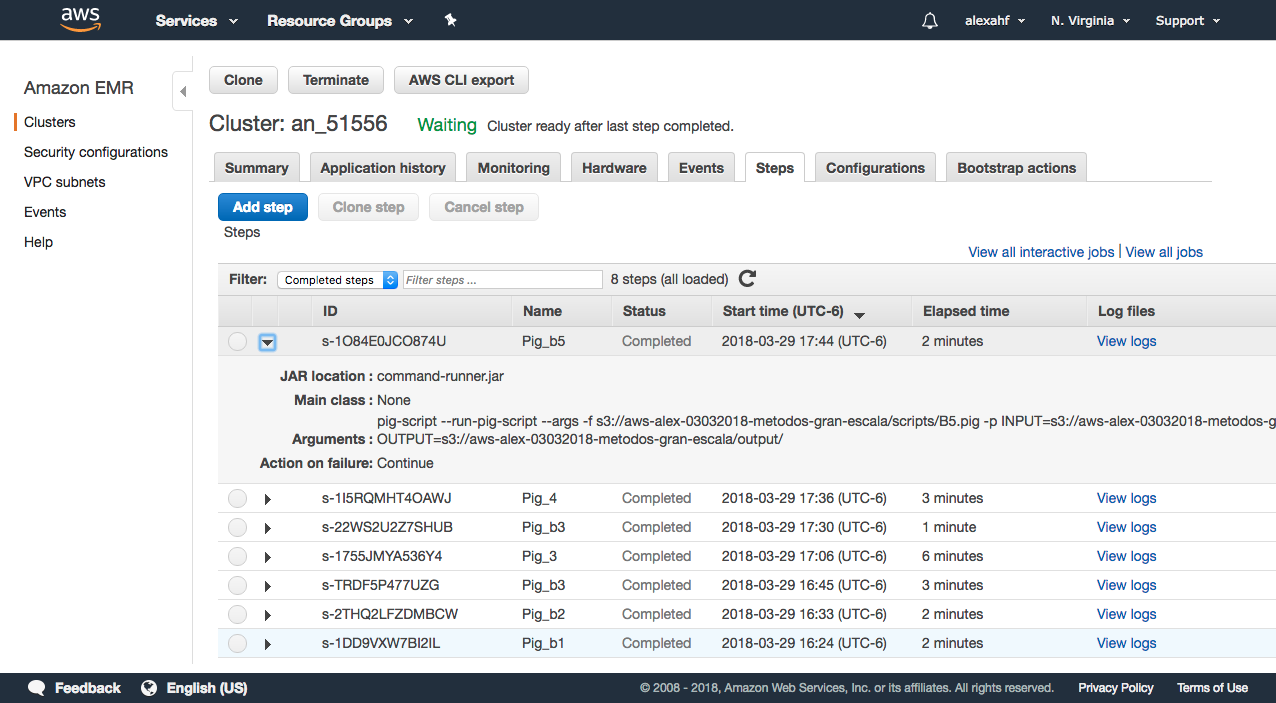 aws Services Resource Groups alexahf N. Virginia Support
Amazon EMR
Clusters
Security configurations
VPC subnets
Events
Help
Clone Terminate AWS CLI export
Cluster: an_51556 Waiting Cluster ready after last step completed.
Summary Application history Monitoring Hardware Events Steps Configurations Bootstrap actions
Add step Clone step Cancel step
Steps
View all interactive jobs | View all jobs
Filter: Completed steps Filter steps ... 8 steps (all loaded)
ID Name Status Start time (UTC-6) Elapsed time Log files
s-1O84E0JCO874U Pig_b5 Completed 2018-03-29 17:44 (UTC-6) 2 minutes View logs
JAR location : command-runner.jar
Main class : None
pig-script --run-pig-script --args -f s3://aws-alex-03032018-metodos-gran-escala/scripts/B5.pig -p INPUT=s3://aws-alex-03032018-metodos-g
Arguments : OUTPUT=s3://aws-alex-03032018-metodos-gran-escala/output/
Action on failure: Continue
s-1I5RQMHT4OAWJ Pig_4 Completed 2018-03-29 17:36 (UTC-6) 3 minutes View logs
s-22WS2U2Z7SHUB Pig_b3 Completed 2018-03-29 17:30 (UTC-6) 1 minute View logs
s-1755JMYA536Y4 Pig_3 Completed 2018-03-29 17:06 (UTC-6) 6 minutes View logs
s-TRDF5P477UZG Pig_b3 Completed 2018-03-29 16:45 (UTC-6) 3 minutes View logs
s-2THQ2LFZDMBCW Pig_b2 Completed 2018-03-29 16:33 (UTC-6) 2 minutes View logs
s-1DD9VXW7BI2IL Pig_b1 Completed 2018-03-29 16:24 (UTC-6) 2 minutes View logs
Feedback English (US) © 2008 - 2018, Amazon Web Services, Inc. or its affiliates. All rights reserved. Privacy Policy Terms of Use